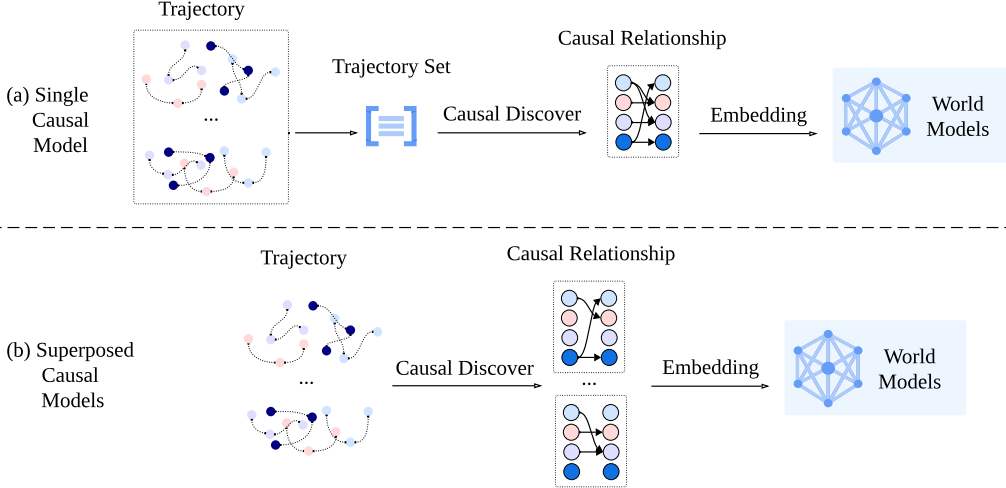 Trajectory
(a) Single
Causal
Model
...
Trajectory Set
Causal Discover
Causal Relationship
Embedding
World
Models
(b) Superposed
Causal
Models
Trajectory
...
Causal Discover
Causal Relationship
...
Embedding
World
Models